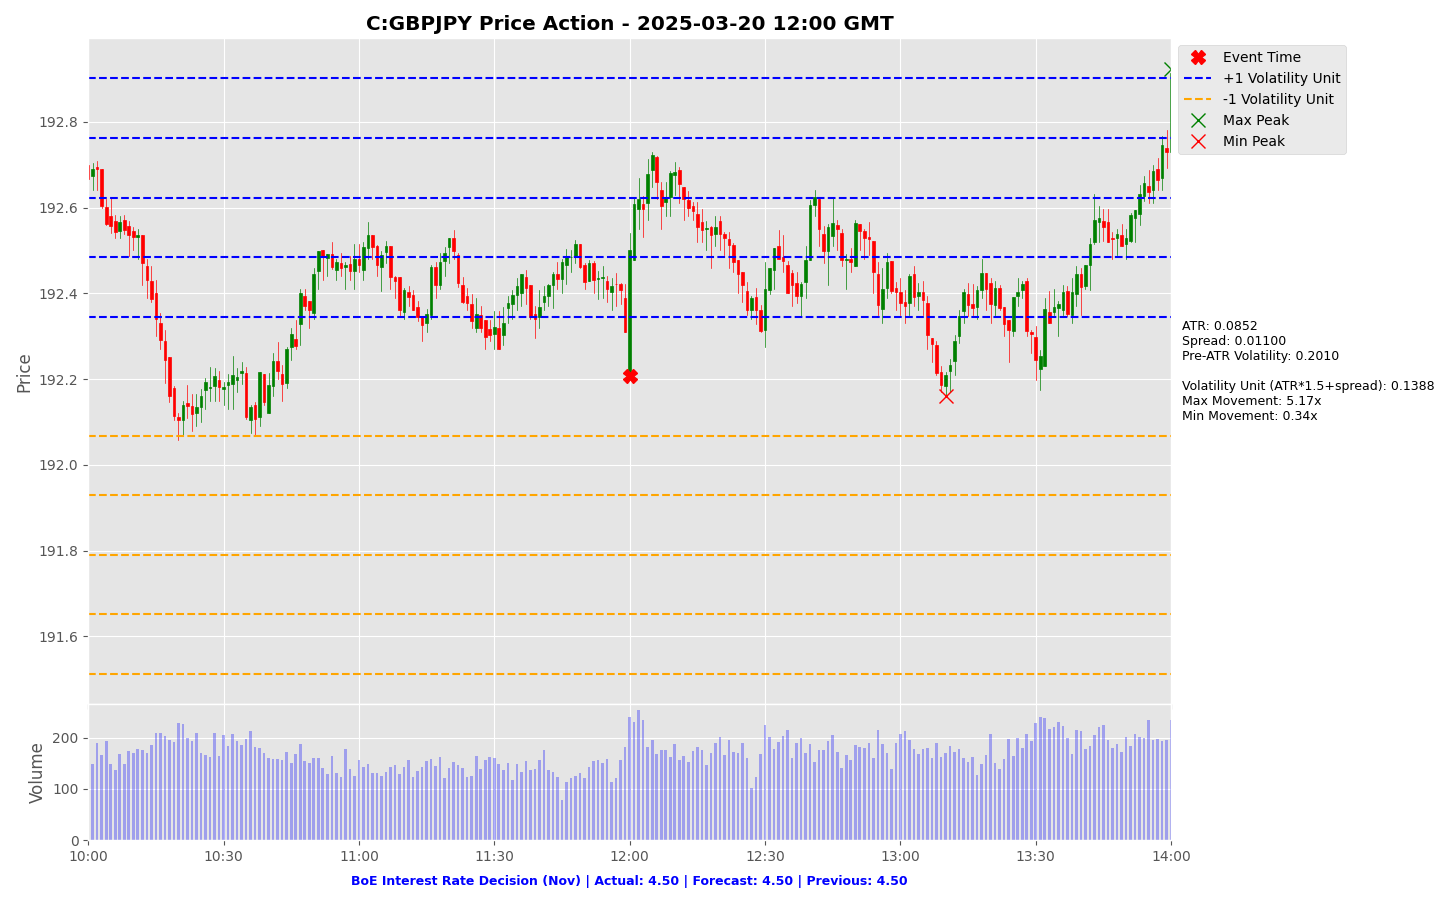 C:GBPJPY Price Action - 2025-03-20 12:00 GMT
Event Time
+1 Volatility Unit
-1 Volatility Unit
Max Peak
Min Peak
Price
192.8
192.6
192.4
192.2
192.0
191.8
191.6
ATR: 0.0852
Spread: 0.01100
Pre-ATR Volatility: 0.2010
Volatility Unit (ATR*1.5+spread): 0.1388
Max Movement: 5.17x
Min Movement: 0.34x
Volume
200
100
0
10:00 10:30 11:00 11:30 12:00 12:30 13:00 13:30 14:00
BoE Interest Rate Decision (Nov) | Actual: 4.50 | Forecast: 4.50 | Previous: 4.50